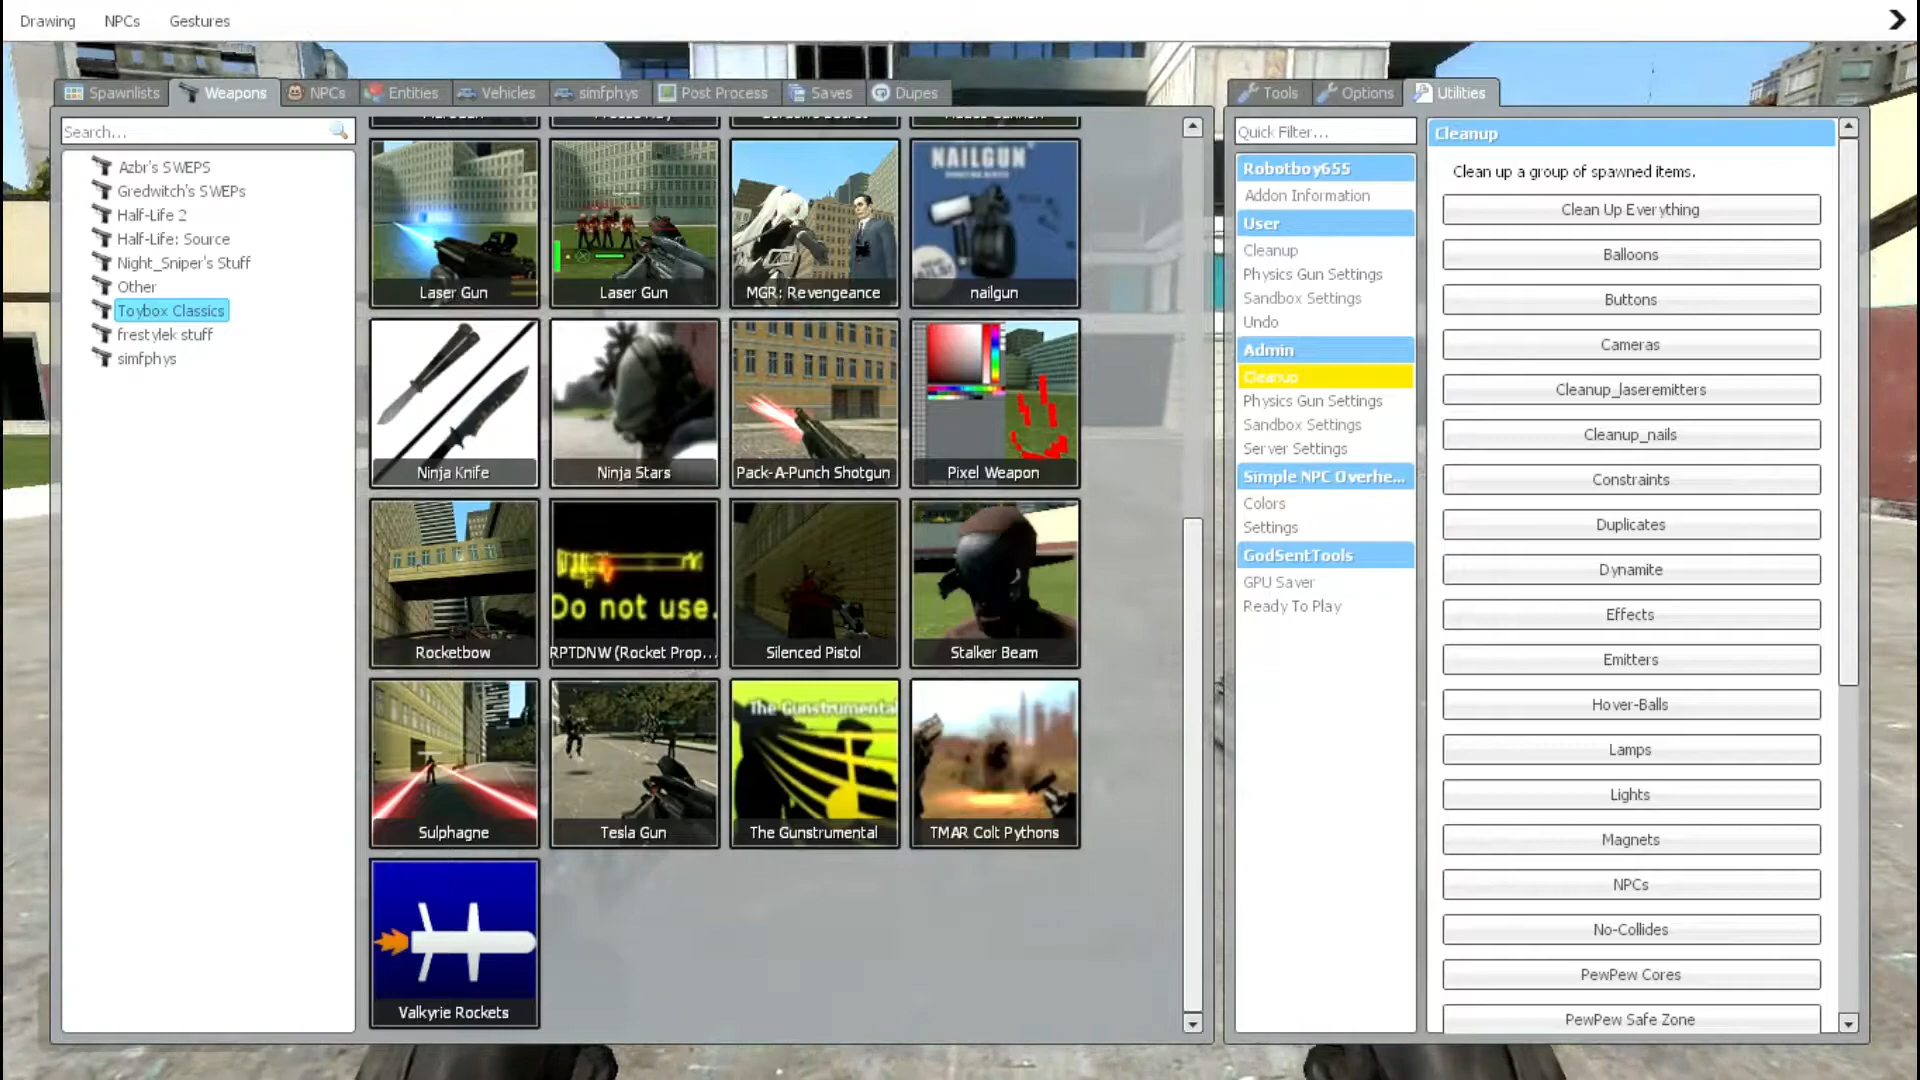 Drawing
NPCs
Gestures
Spawnlists
Weapons
NPCs
Entities
Vehicles
simfphys
Post Process
Saves
Dupes
Search...
Azbr's SWEPS
Gredwitch's SWEPs
Half-Life 2
Half-Life: Source
Night_Sniper's Stuff
Other
Toybox Classics
frestylek stuff
simfphys
Laser Gun
Laser Gun
MGR: Revengeance
NAILGUN
nailgun
Ninja Knife
Ninja Stars
Pack-A-Punch Shotgun
Pixel Weapon
Rocketbow
Do not use.
RPTDNW (Rocket Prop...
Silenced Pistol
Stalker Beam
Sulphagne
Tesla Gun
The Gunstrumental
The Gunstrumental
TMAR Colt Pythons
Valkyrie Rockets
Tools
Options
Utilities
Quick Filter...
Robotboy655
Addon Information
User
Cleanup
Physics Gun Settings
Sandbox Settings
Undo
Admin
Cleanup
Physics Gun Settings
Sandbox Settings
Server Settings
Simple NPC Overhe...
Colors
Settings
GodSentTools
GPU Saver
Ready To Play
Cleanup
Clean up a group of spawned items.
Clean Up Everything
Balloons
Buttons
Cameras
Cleanup_laseremitters
Cleanup_nails
Constraints
Duplicates
Dynamite
Effects
Emitters
Hover-Balls
Lamps
Lights
Magnets
NPCs
No-Collides
PewPew Cores
PewPew Safe Zone